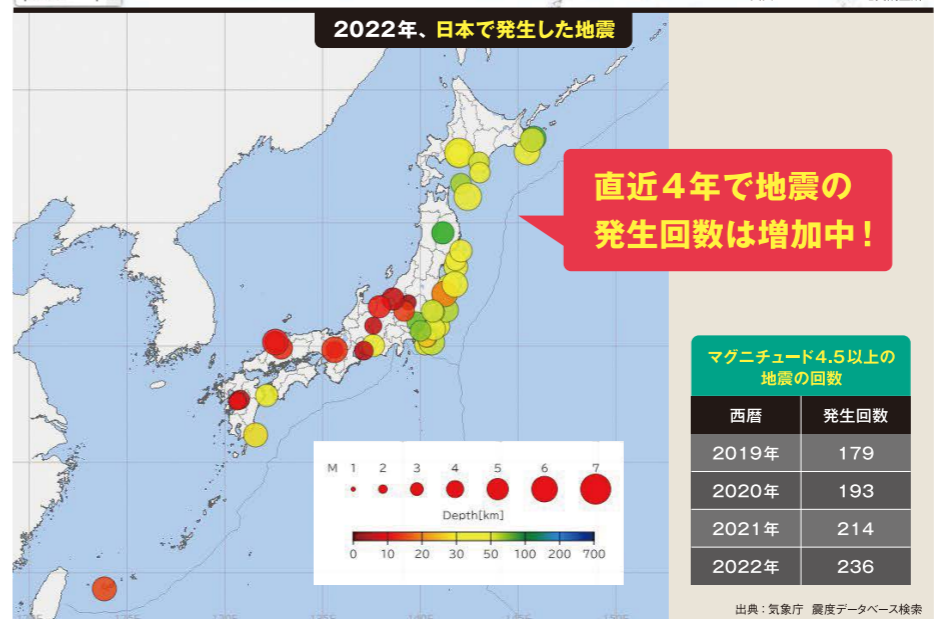 2022年、日本で発生した地震
直近4年で地震の
発生回数は増加中！
マグニチュード4.5以上の
地震の回数
西暦 発生回数
2019年 179
2020年 193
2021年 214
2022年 236
M 1 2 3 4 5 6 7
Depth[km]
0 10 20 30 50 100 200 700
出典：気象庁 震度データベース検索